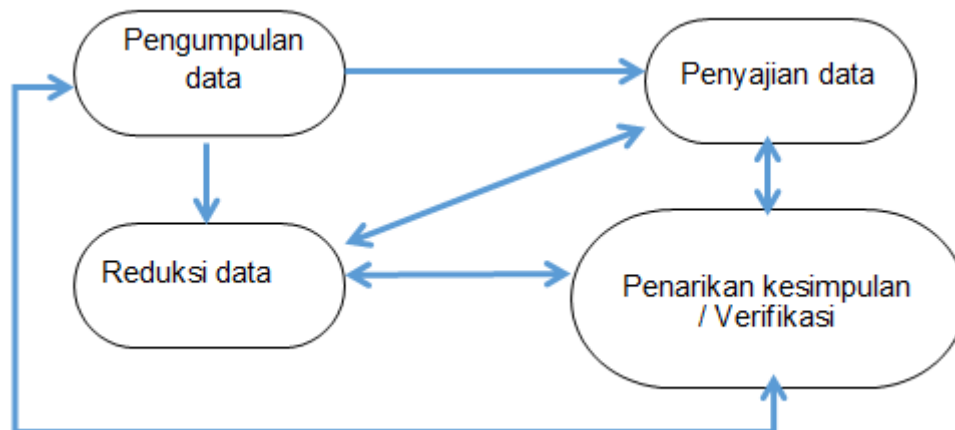 Pengumpulan
data
Penyajian data
Reduksi data
Penarikan kesimpulan
/ Verifikasi